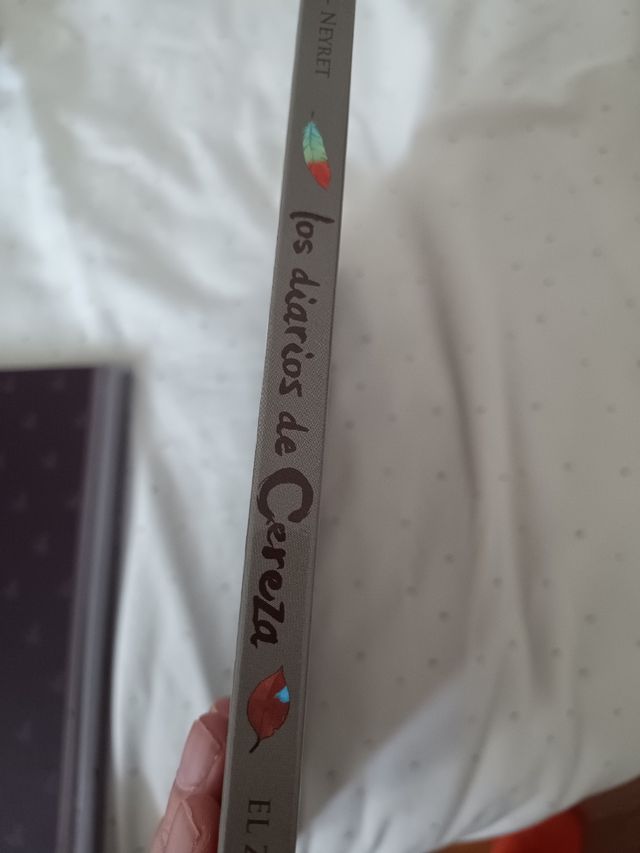 - NEYRET
los diarios de Cereza
EL Z